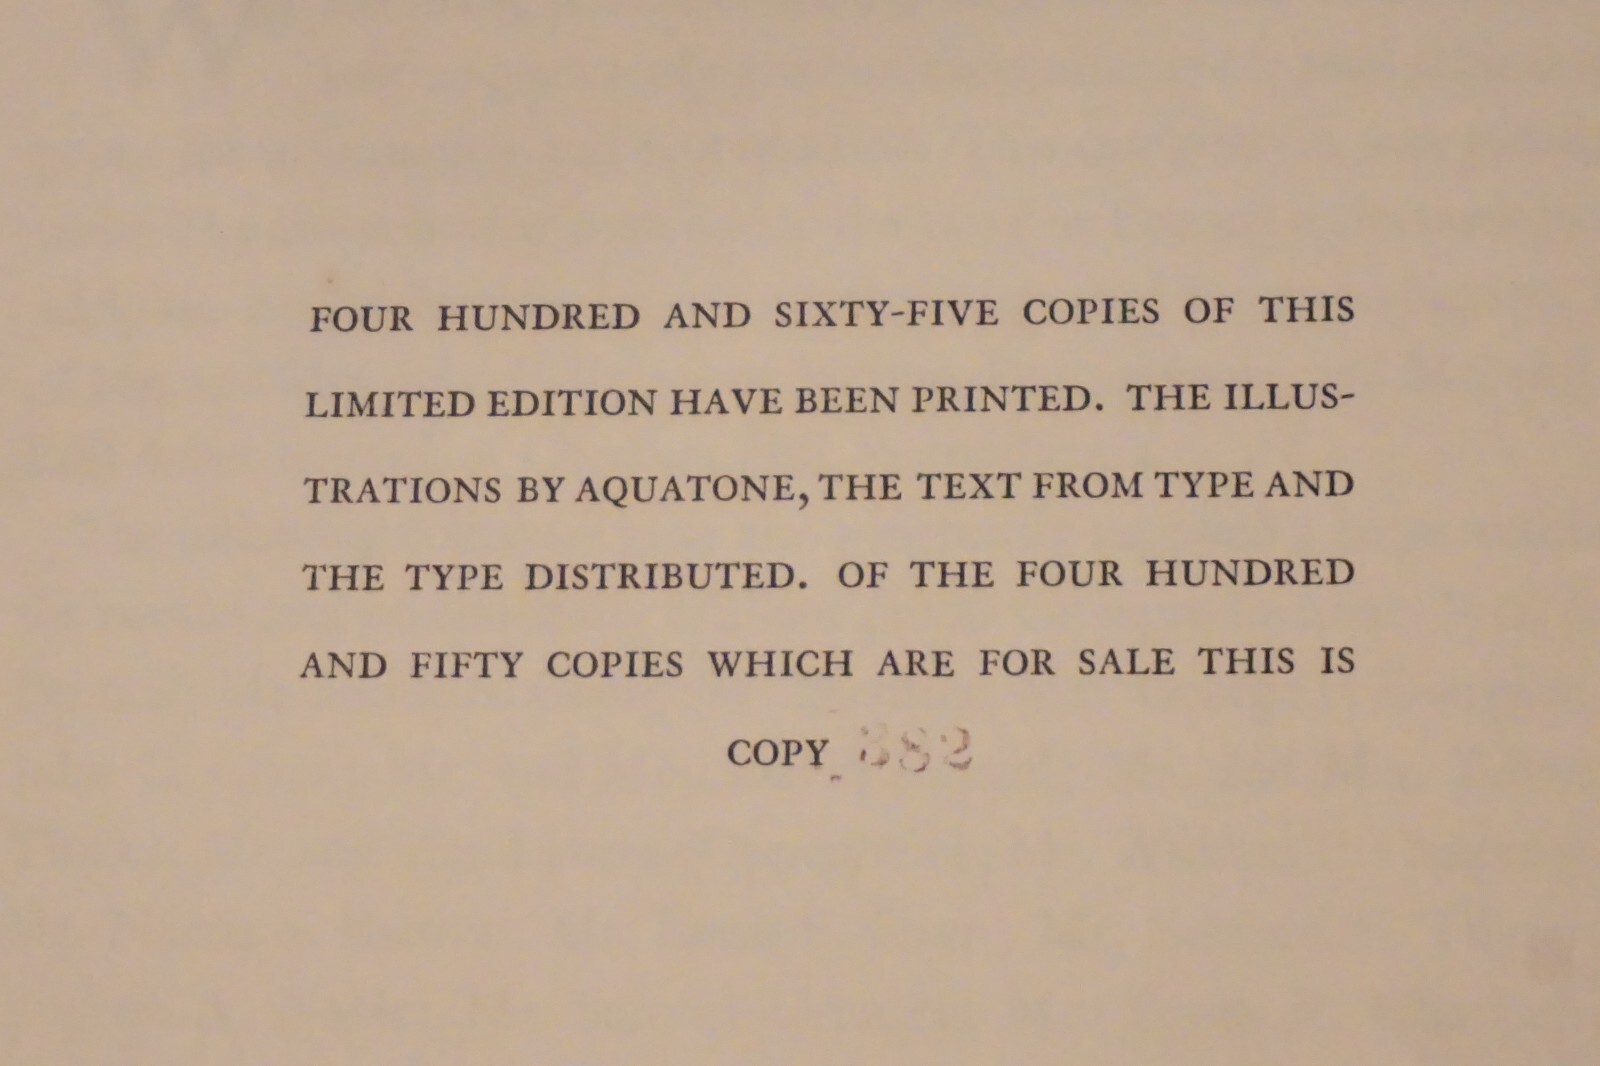 FOUR HUNDRED AND SIXTY-FIVE COPIES OF THIS
LIMITED EDITION HAVE BEEN PRINTED. THE ILLUS-
TRATIONS BY AQUATONE, THE TEXT FROM TYPE AND
THE TYPE DISTRIBUTED. OF THE FOUR HUNDRED
AND FIFTY COPIES WHICH ARE FOR SALE THIS IS
COPY 382